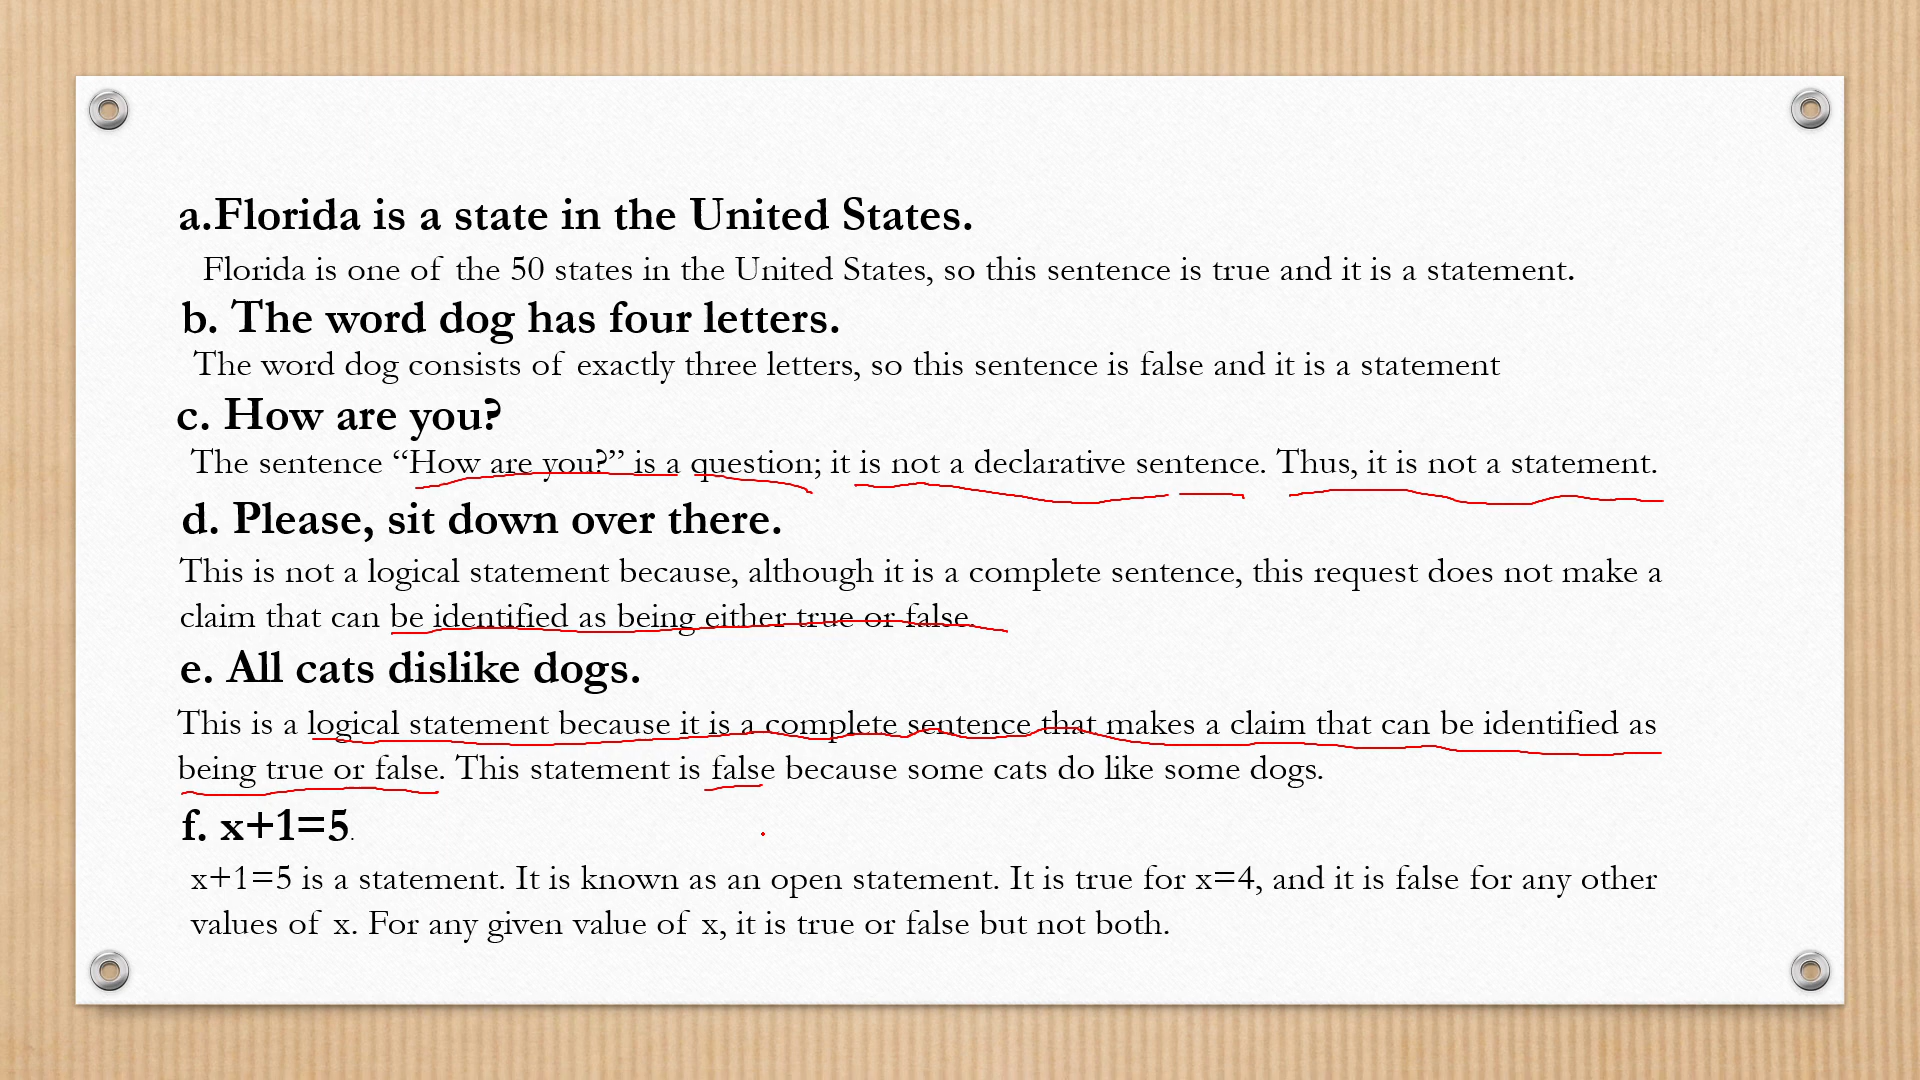 a.Florida is a state in the United States.
Florida is one of the 50 states in the United States, so this sentence is true and it is a statement.
b. The word dog has four letters.
The word dog consists of exactly three letters, so this sentence is false and it is a statement
c. How are you?
The sentence “How are you?” is a question; it is not a declarative sentence. Thus, it is not a statement.
d. Please, sit down over there.
This is not a logical statement because, although it is a complete sentence, this request does not make a
claim that can be identified as being either true or false.
e. All cats dislike dogs.
This is a logical statement because it is a complete sentence that makes a claim that can be identified as
being true or false. This statement is false because some cats do like some dogs.
f. x+1=5.
x+1=5 is a statement. It is known as an open statement. It is true for x=4, and it is false for any other
values of x. For any given value of x, it is true or false but not both.